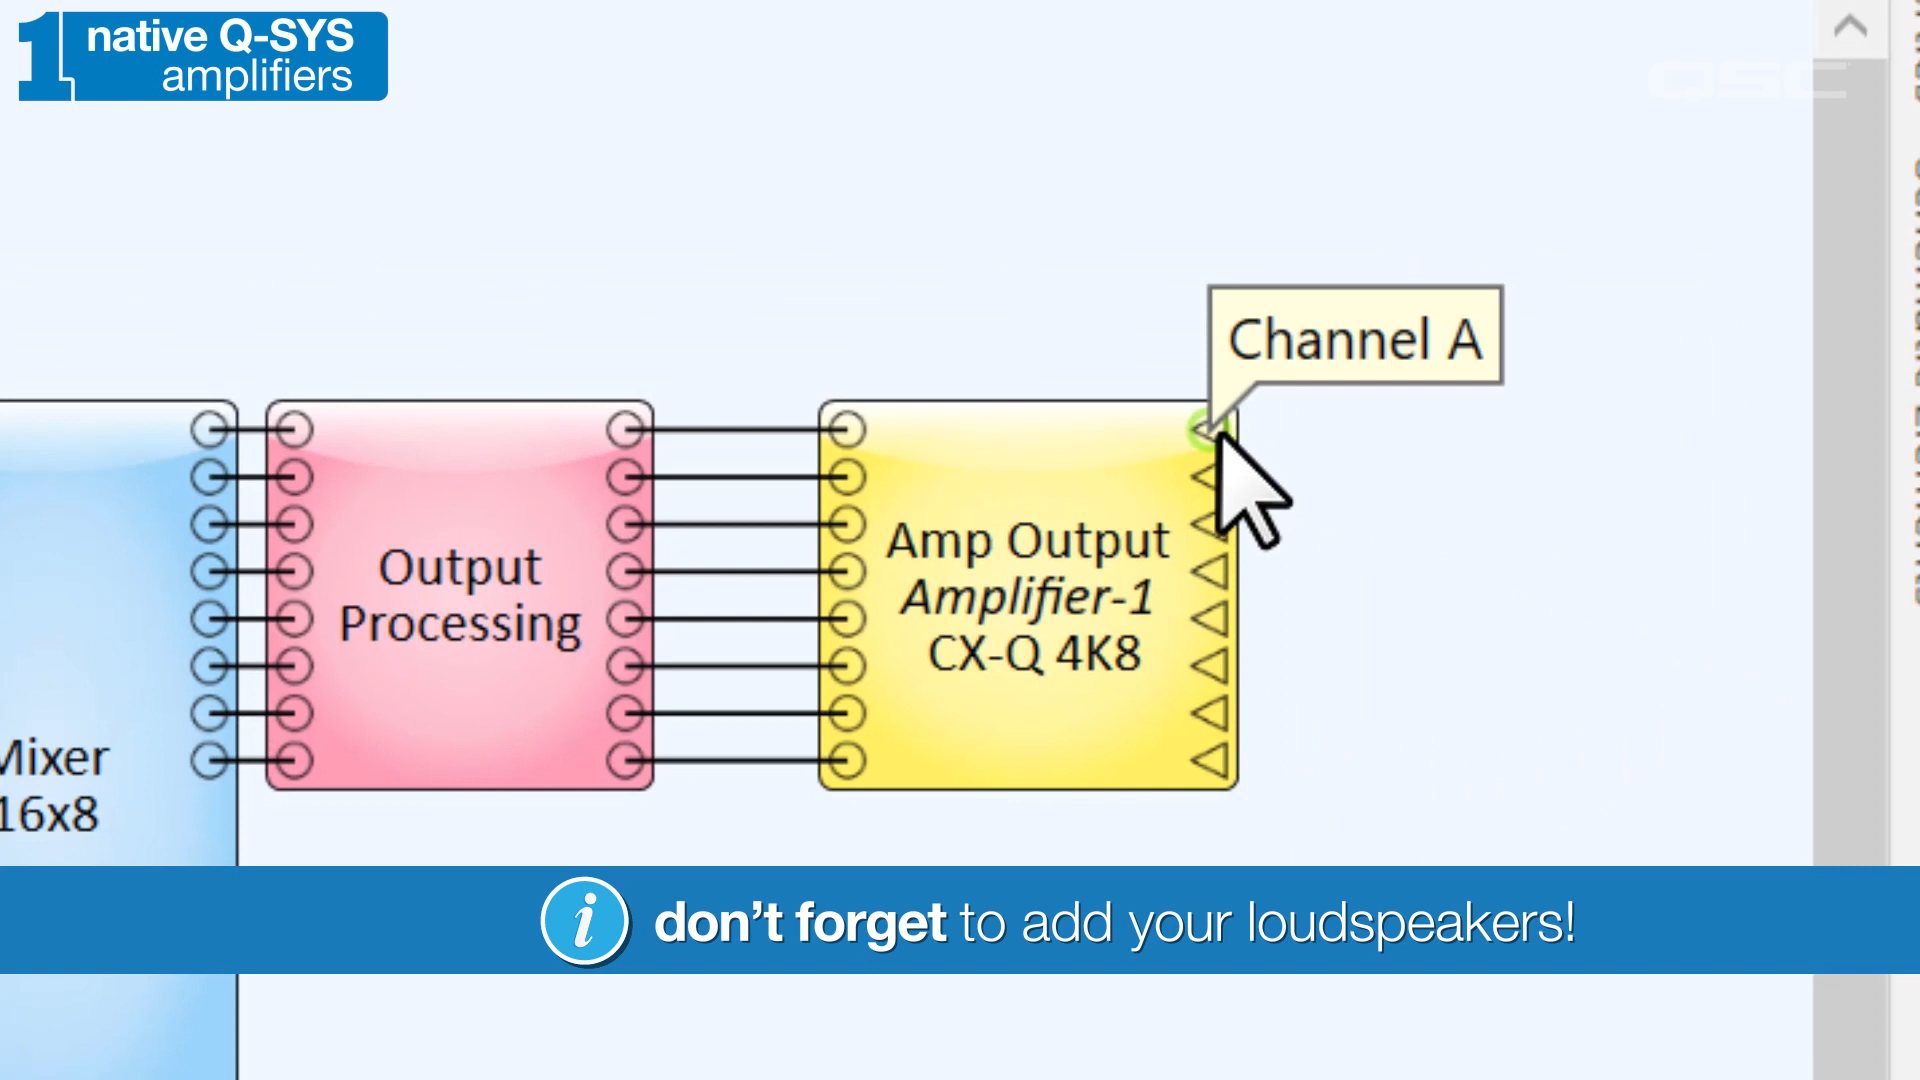 1 native Q-SYS
amplifiers
QSC
Channel A
Output
Processing
Amp Output
Amplifier-1
CX-Q 4K8
Mixer
16x8
i don't forget to add your loudspeakers!